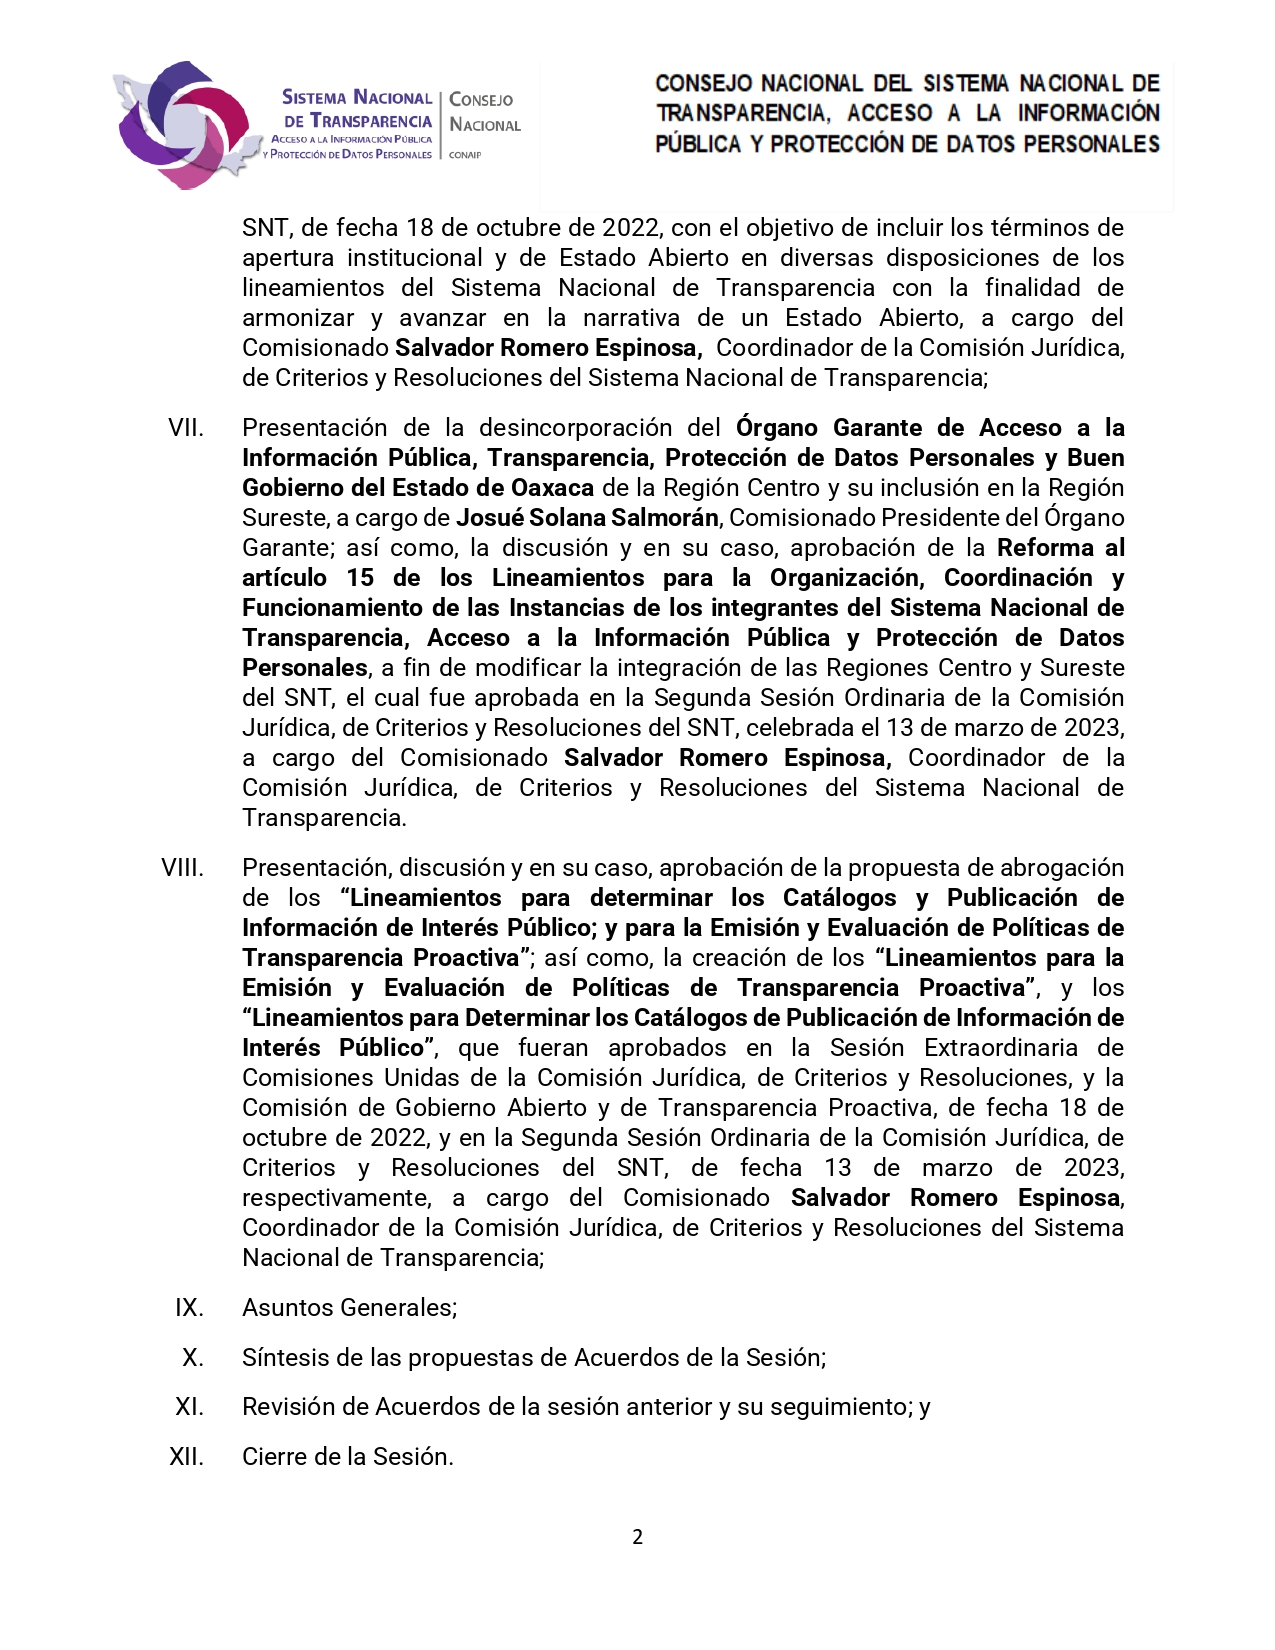 SISTEMA NACIONAL
DE TRANSPARENCIA
ACCESO A LA INFORMACIÓN PÚBLICA
Y PROTECCIÓN DE DATOS PERSONALES
CONSEJO
NACIONAL
CONAIP
CONSEJO NACIONAL DEL SISTEMA NACIONAL DE
TRANSPARENCIA, ACCESO A LA INFORMACIÓN
PÚBLICA Y PROTECCIÓN DE DATOS PERSONALES
SNT, de fecha 18 de octubre de 2022, con el objetivo de incluir los términos de
apertura institucional y de Estado Abierto en diversas disposiciones de los
lineamientos del Sistema Nacional de Transparencia con la finalidad de
armonizar y avanzar en la narrativa de un Estado Abierto, a cargo del
Comisionado Salvador Romero Espinosa, Coordinador de la Comisión Jurídica,
de Criterios y Resoluciones del Sistema Nacional de Transparencia;
VII. Presentación de la desincorporación del Órgano Garante de Acceso a la
Información Pública, Transparencia, Protección de Datos Personales y Buen
Gobierno del Estado de Oaxaca de la Región Centro y su inclusión en la Región
Sureste, a cargo de Josué Solana Salmorán, Comisionado Presidente del Órgano
Garante; así como, la discusión y en su caso, aprobación de la Reforma al
artículo 15 de los Lineamientos para la Organización, Coordinación y
Funcionamiento de las Instancias de los integrantes del Sistema Nacional de
Transparencia, Acceso a la Información Pública y Protección de Datos
Personales, a fin de modificar la integración de las Regiones Centro y Sureste
del SNT, el cual fue aprobada en la Segunda Sesión Ordinaria de la Comisión
Jurídica, de Criterios y Resoluciones del SNT, celebrada el 13 de marzo de 2023,
a cargo del Comisionado Salvador Romero Espinosa, Coordinador de la
Comisión Jurídica, de Criterios y Resoluciones del Sistema Nacional de
Transparencia.
VIII. Presentación, discusión y en su caso, aprobación de la propuesta de abrogación
de los “Lineamientos para determinar los Catálogos y Publicación de
Información de Interés Público; y para la Emisión y Evaluación de Políticas de
Transparencia Proactiva”; así como, la creación de los “Lineamientos para la
Emisión y Evaluación de Políticas de Transparencia Proactiva”, y los
“Lineamientos para Determinar los Catálogos de Publicación de Información de
Interés Público”, que fueran aprobados en la Sesión Extraordinaria de
Comisiones Unidas de la Comisión Jurídica, de Criterios y Resoluciones, y la
Comisión de Gobierno Abierto y de Transparencia Proactiva, de fecha 18 de
octubre de 2022, y en la Segunda Sesión Ordinaria de la Comisión Jurídica, de
Criterios y Resoluciones del SNT, de fecha 13 de marzo de 2023,
respectivamente, a cargo del Comisionado Salvador Romero Espinosa,
Coordinador de la Comisión Jurídica, de Criterios y Resoluciones del Sistema
Nacional de Transparencia;
IX. Asuntos Generales;
X. Síntesis de las propuestas de Acuerdos de la Sesión;
XI. Revisión de Acuerdos de la sesión anterior y su seguimiento; y
XII. Cierre de la Sesión.
2